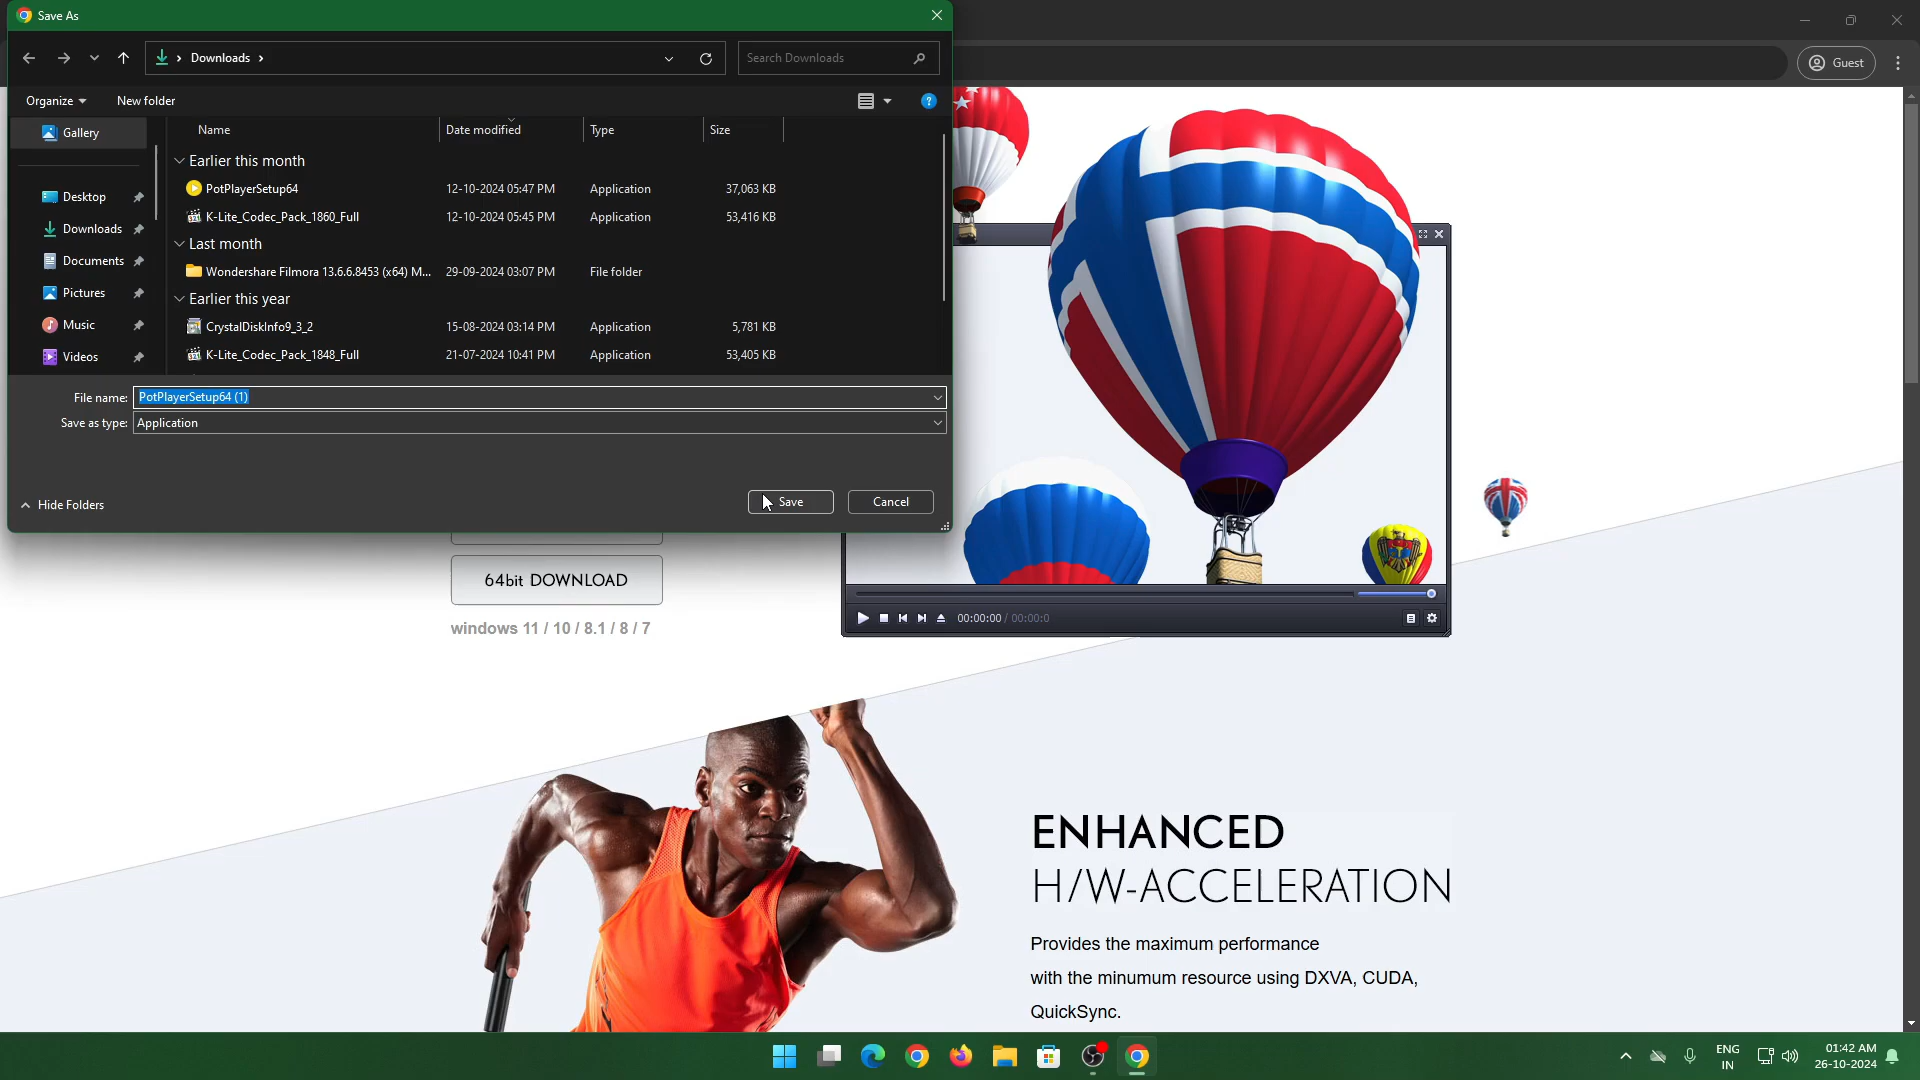 Save As
Guest
Downloads
Search Downloads
Organize
New folder
Gallery
Desktop
Downloads
Documents
Pictures
Music
Videos
Name Date modified Type Size
Earlier this month
PotPlayerSetup64 12-10-2024 05:47 PM Application 37,063 KB
K-Lite_Codec_Pack_1860_Full 12-10-2024 05:45 PM Application 53,416 KB
Last month
Wondershare Filmora 13.6.6.8453 (x64) M... 29-09-2024 03:07 PM File folder
Earlier this year
CrystalDiskInfo9_3_2 15-08-2024 03:14 PM Application 5,781 KB
K-Lite_Codec_Pack_1848_Full 21-07-2024 10:41 PM Application 53,405 KB
File name: PotPlayerSetup64 (1)
Save as type: Application
Hide Folders
Save
Cancel
64bit DOWNLOAD
windows 11 / 10 / 8.1 / 8 / 7
00:00:00 / 00:00:0
ENHANCED
H/W-ACCELERATION
Provides the maximum performance
with the minumum resource using DXVA, CUDA,
QuickSync.
ENG
IN
01:42 AM
26-10-2024